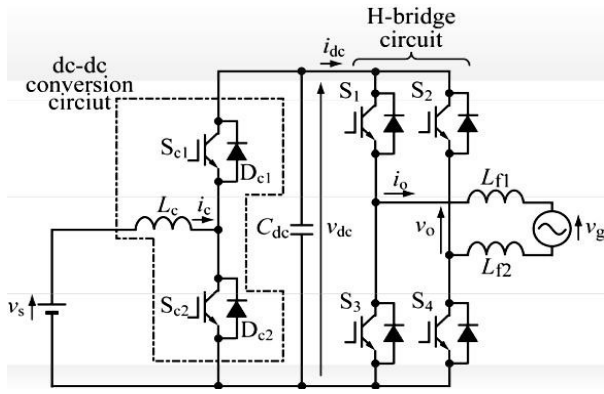 H-bridge
circuit
dc-dc
conversion
circiut
i_dc
S_1
S_2
S_c1
D_c1
L_c
i_c
C_dc
v_dc
i_o
L_f1
v_o
v_g
L_f2
v_s
S_c2
D_c2
S_3
S_4